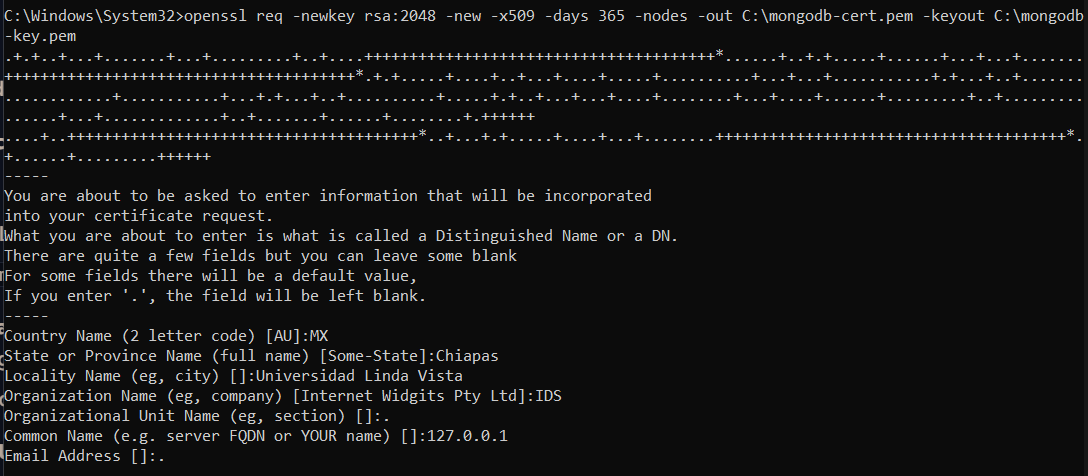 C:\Windows\System32>openssl req -newkey rsa:2048 -new -x509 -days 365 -nodes -out C:\mongodb-cert.pem -keyout C:\mongodb
-key.pem
.+.+..+...+.......+...+.........+..+....+++++++++++++++++++++++++++++++++++++++*......+..+.+.....+......+...+...+...+...
+++++++++++++++++++++++++++++++++++++++*.+.+.....+....+..+...+....+.....+..........+...+...+...........+.+...+..+.......
............+...........+...+.+...+..+..........+.....+.+..+...+...+....+........+...+....+......+.........+..+.........
......+...+.............+..+.......+......+........+.++++++
....+..+++++++++++++++++++++++++++++++++++++++*..+...+.+.....+....+...+........+++++++++++++++++++++++++++++++++++++++*.
+......+.........++++++
-----
You are about to be asked to enter information that will be incorporated
into your certificate request.
What you are about to enter is what is called a Distinguished Name or a DN.
There are quite a few fields but you can leave some blank
For some fields there will be a default value,
If you enter '.', the field will be left blank.
-----
Country Name (2 letter code) [AU]:MX
State or Province Name (full name) [Some-State]:Chiapas
Locality Name (eg, city) []:Universidad Linda Vista
Organization Name (eg, company) [Internet Widgits Pty Ltd]:IDS
Organizational Unit Name (eg, section) []:.
Common Name (e.g. server FQDN or YOUR name) []:127.0.0.1
Email Address []:.